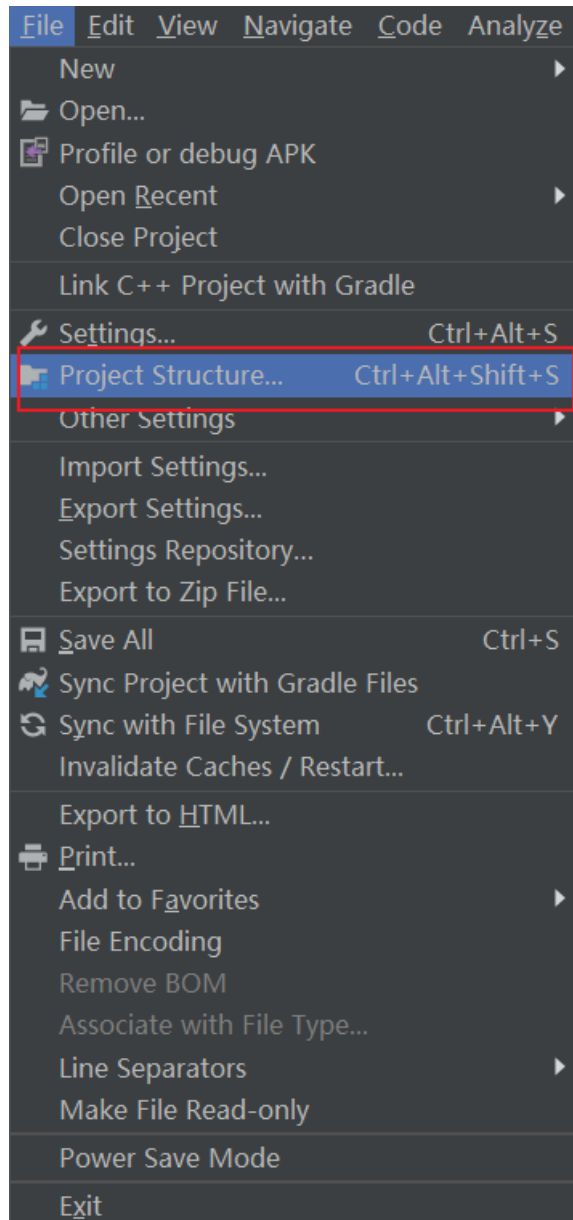 File Edit View Navigate Code Analyze
New
Open...
Profile or debug APK
Open Recent
Close Project
Link C++ Project with Gradle
Settings... Ctrl+Alt+S
Project Structure... Ctrl+Alt+Shift+S
Other Settings
Import Settings...
Export Settings...
Settings Repository...
Export to Zip File...
Save All Ctrl+S
Sync Project with Gradle Files
Sync with File System Ctrl+Alt+Y
Invalidate Caches / Restart...
Export to HTML...
Print...
Add to Favorites
File Encoding
Remove BOM
Associate with File Type...
Line Separators
Make File Read-only
Power Save Mode
Exit